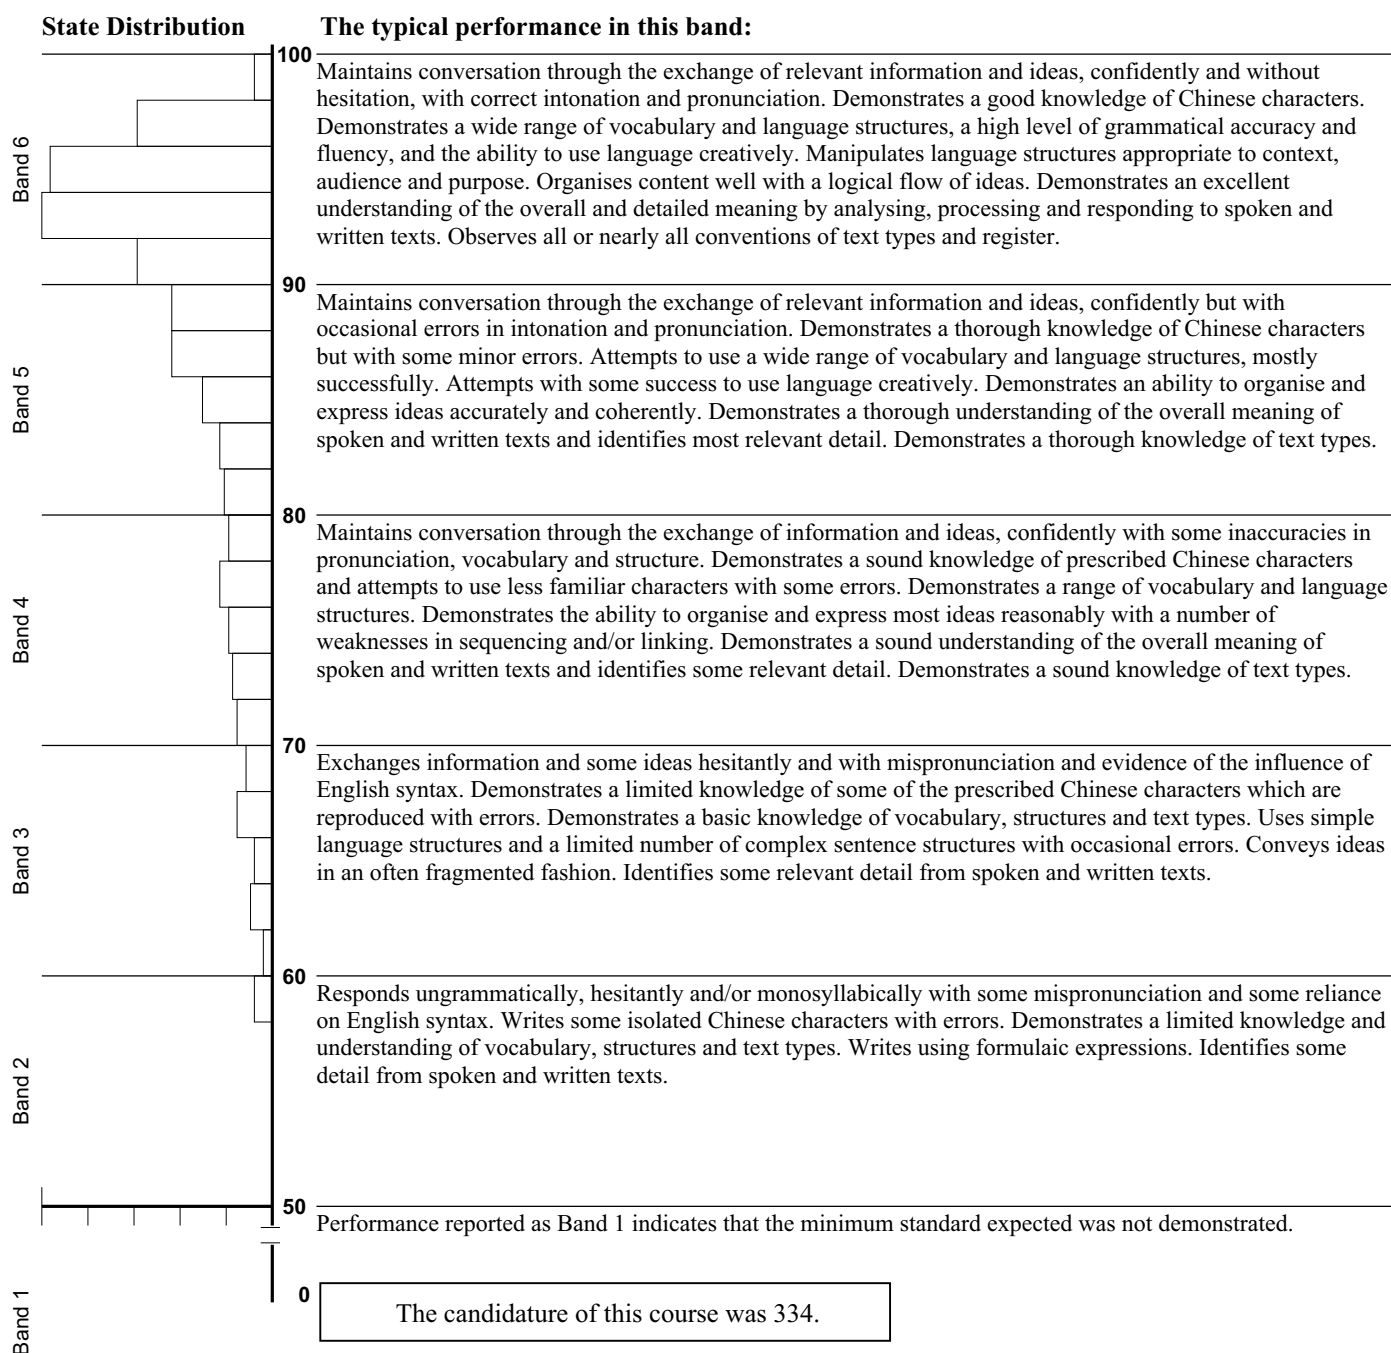 State Distribution
The typical performance in this band:
100
Band 6
Maintains conversation through the exchange of relevant information and ideas, confidently and without
hesitation, with correct intonation and pronunciation. Demonstrates a good knowledge of Chinese characters.
Demonstrates a wide range of vocabulary and language structures, a high level of grammatical accuracy and
fluency, and the ability to use language creatively. Manipulates language structures appropriate to context,
audience and purpose. Organises content well with a logical flow of ideas. Demonstrates an excellent
understanding of the overall and detailed meaning by analysing, processing and responding to spoken and
written texts. Observes all or nearly all conventions of text types and register.
90
Band 5
Maintains conversation through the exchange of relevant information and ideas, confidently but with
occasional errors in intonation and pronunciation. Demonstrates a thorough knowledge of Chinese characters
but with some minor errors. Attempts to use a wide range of vocabulary and language structures, mostly
successfully. Attempts with some success to use language creatively. Demonstrates an ability to organise and
express ideas accurately and coherently. Demonstrates a thorough understanding of the overall meaning of
spoken and written texts and identifies most relevant detail. Demonstrates a thorough knowledge of text types.
80
Band 4
Maintains conversation through the exchange of information and ideas, confidently with some inaccuracies in
pronunciation, vocabulary and structure. Demonstrates a sound knowledge of prescribed Chinese characters
and attempts to use less familiar characters with some errors. Demonstrates a range of vocabulary and language
structures. Demonstrates the ability to organise and express most ideas reasonably with a number of
weaknesses in sequencing and/or linking. Demonstrates a sound understanding of the overall meaning of
spoken and written texts and identifies some relevant detail. Demonstrates a sound knowledge of text types.
70
Band 3
Exchanges information and some ideas hesitantly and with mispronunciation and evidence of the influence of
English syntax. Demonstrates a limited knowledge of some of the prescribed Chinese characters which are
reproduced with errors. Demonstrates a basic knowledge of vocabulary, structures and text types. Uses simple
language structures and a limited number of complex sentence structures with occasional errors. Conveys ideas
in an often fragmented fashion. Identifies some relevant detail from spoken and written texts.
60
Band 2
Responds ungrammatically, hesitantly and/or monosyllabically with some mispronunciation and some reliance
on English syntax. Writes some isolated Chinese characters with errors. Demonstrates a limited knowledge and
understanding of vocabulary, structures and text types. Writes using formulaic expressions. Identifies some
detail from spoken and written texts.
50
Performance reported as Band 1 indicates that the minimum standard expected was not demonstrated.
Band 1
0
The candidature of this course was 334.